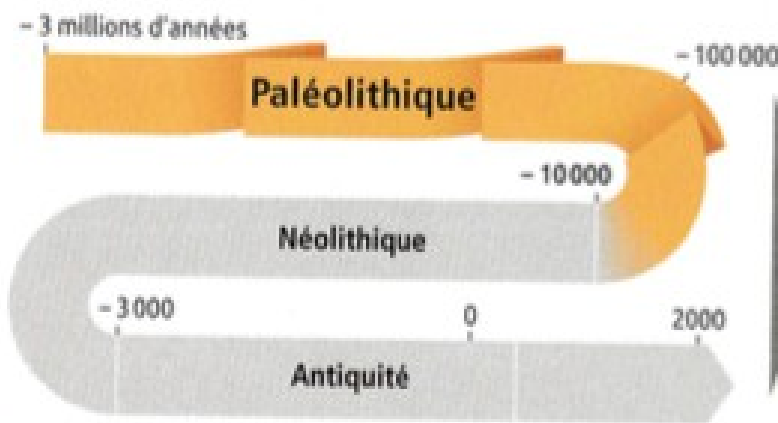 – 3 millions d'années
– 100 000
Paléolithique
– 10 000
Néolithique
– 3 000
0
2000
Antiquité